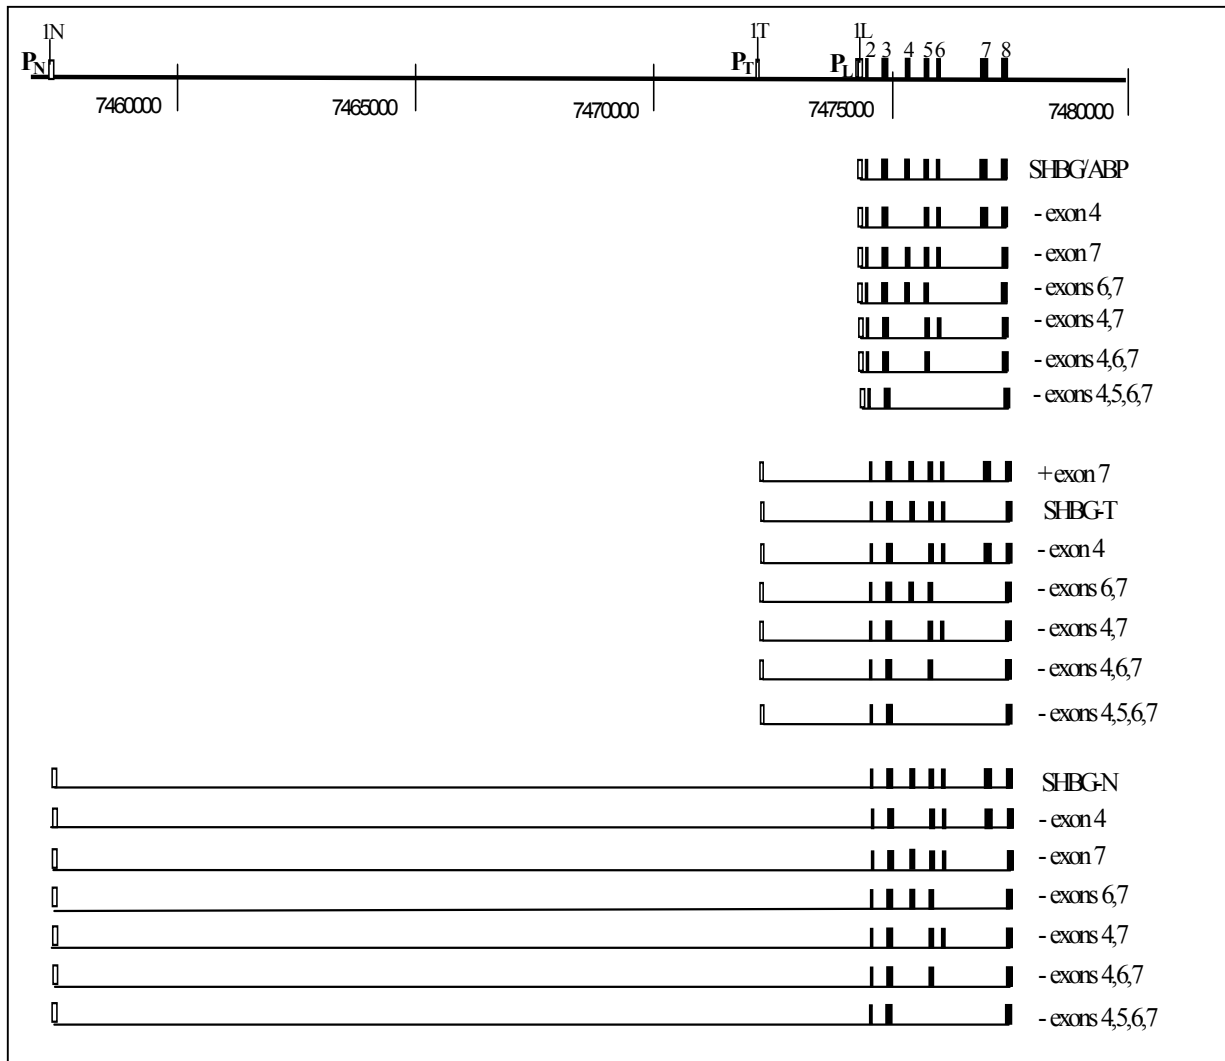 1N 1T 1L
P_N P_T P_L 2 3 4 5 6 7 8
7460000 7465000 7470000 7475000 7480000
SHBG/ABP
- exon 4
- exon 7
- exons 6,7
- exons 4,7
- exons 4,6,7
- exons 4,5,6,7
+ exon 7
SHBG-T
- exon 4
- exons 6,7
- exons 4,7
- exons 4,6,7
- exons 4,5,6,7
SHBG-N
- exon 4
- exon 7
- exons 6,7
- exons 4,7
- exons 4,6,7
- exons 4,5,6,7